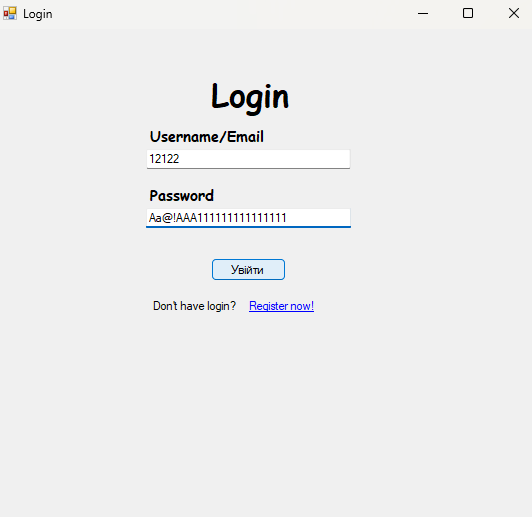 Login
Login
Username/Email
12122
Password
Aa@!AAA111111111111111
Увійти
Don't have login? Register now!